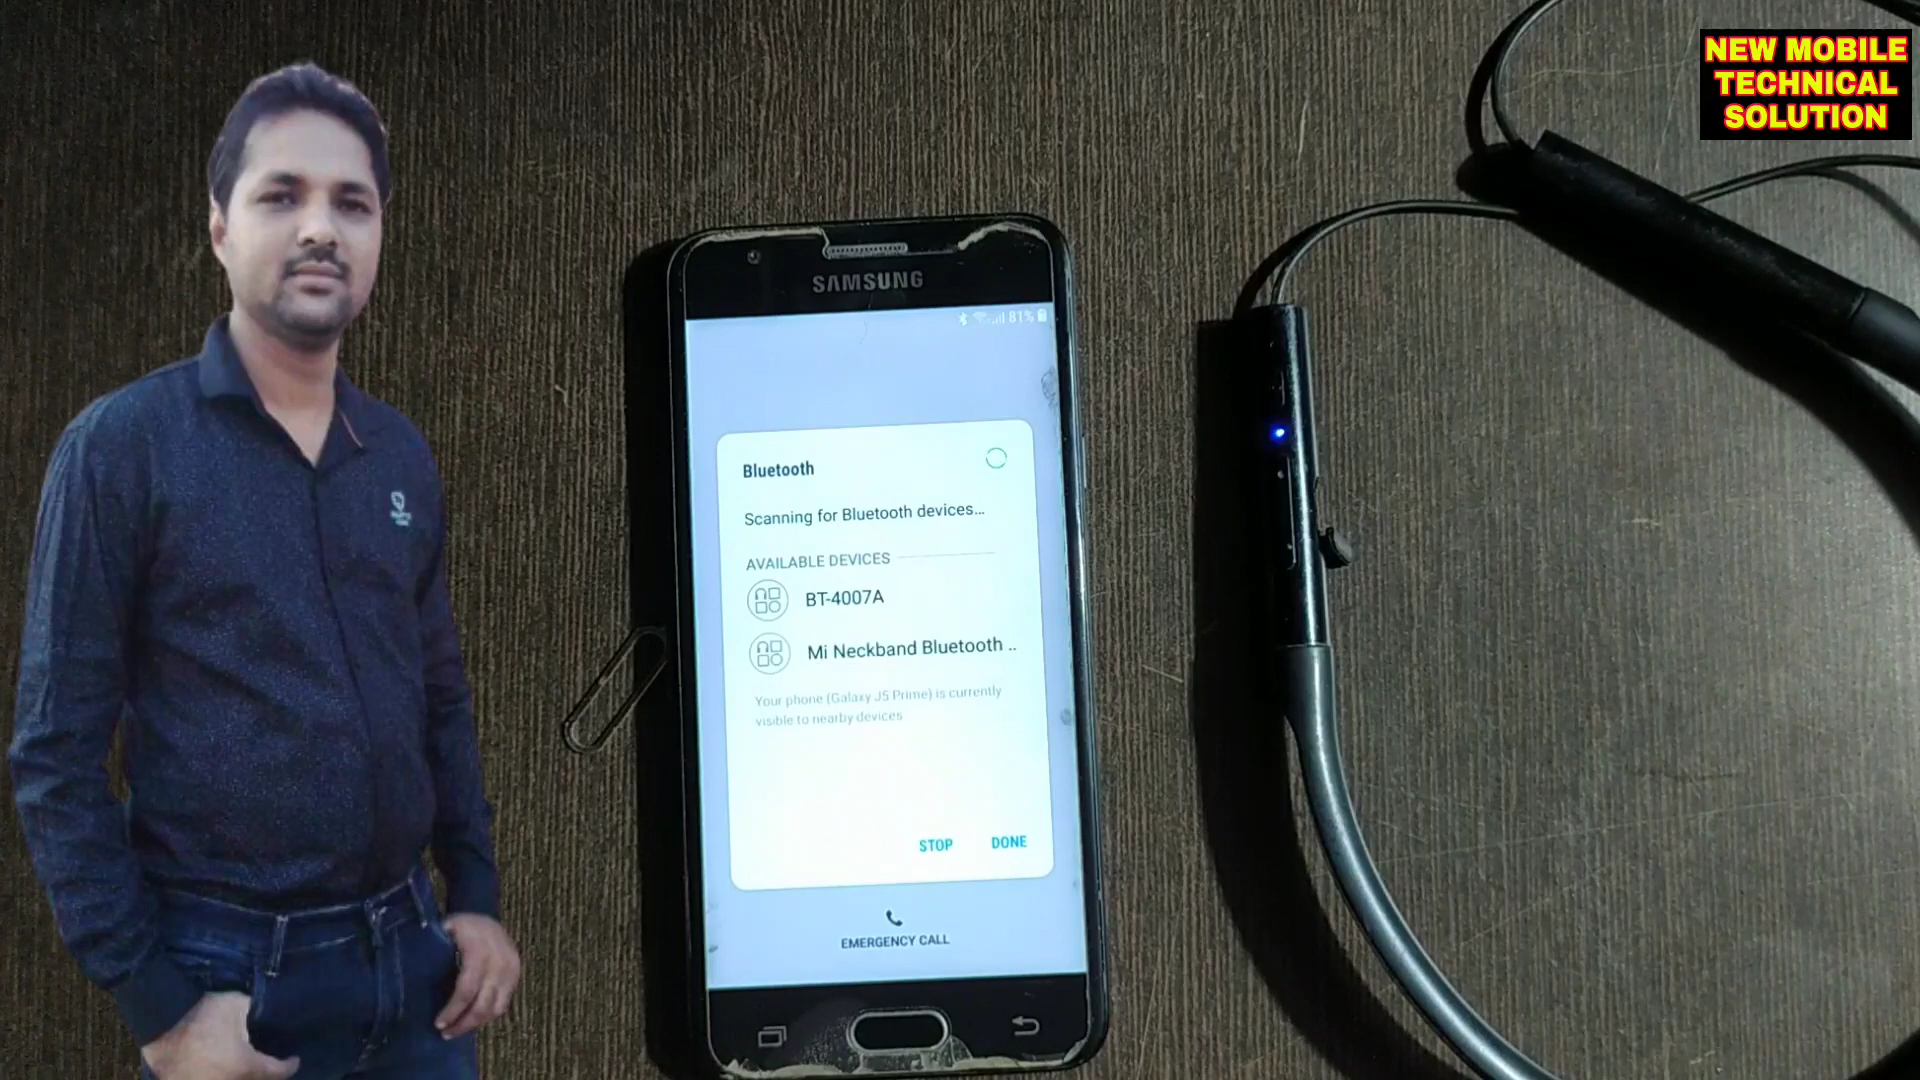 NEW MOBILE
TECHNICAL
SOLUTION
SAMSUNG
81%
Bluetooth
Scanning for Bluetooth devices...
AVAILABLE DEVICES
BT-4007A
Mi Neckband Bluetooth ..
Your phone (Galaxy J5 Prime) is currently
visible to nearby devices
STOP DONE
EMERGENCY CALL